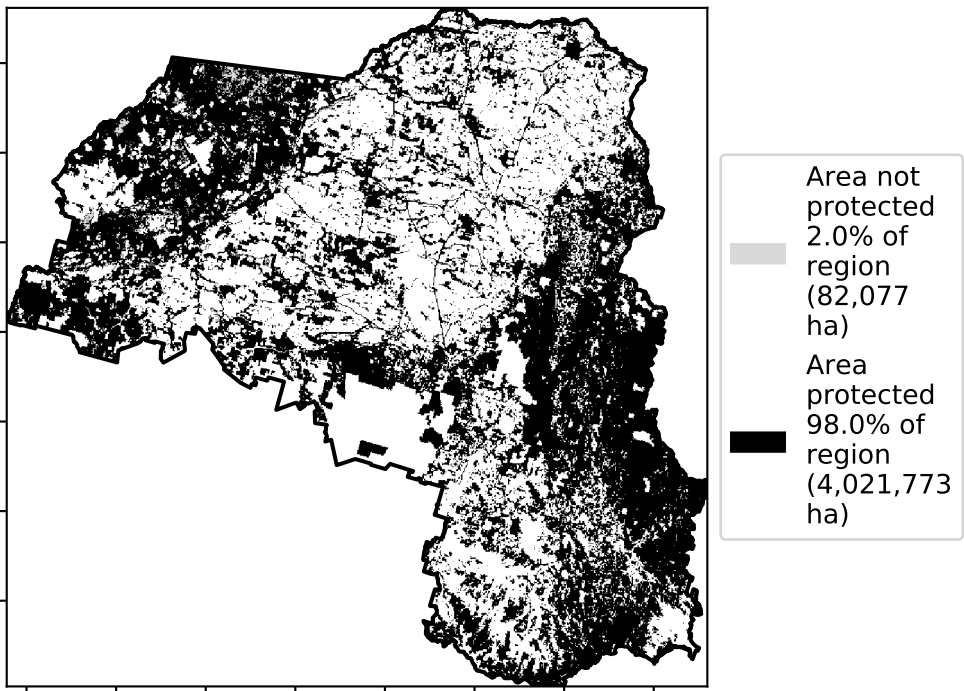 Area not
protected
2.0% of
region
(82,077
ha)
Area
protected
98.0% of
region
(4,021,773
ha)